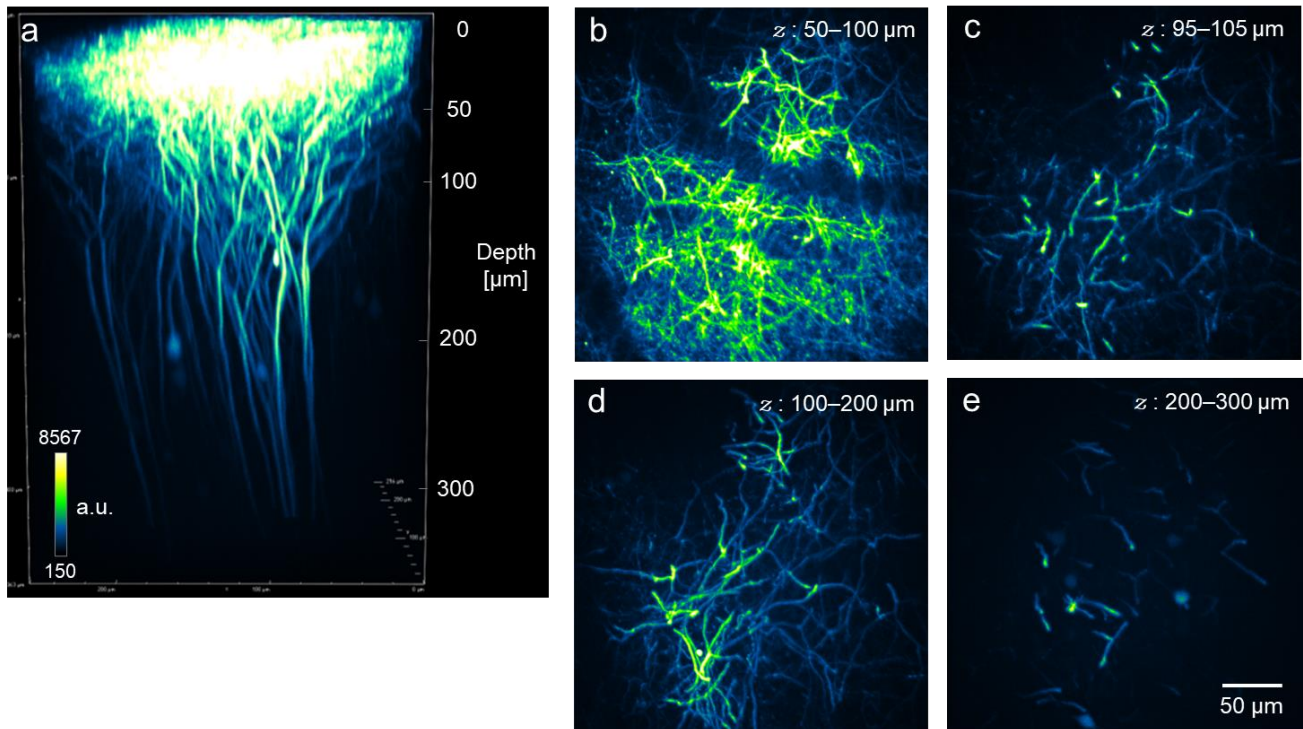 a
0
50
100
Depth
[µm]
200
300
8567
a.u.
150
b
z : 50–100 µm
c
z : 95–105 µm
d
z : 100–200 µm
e
z : 200–300 µm
50 µm